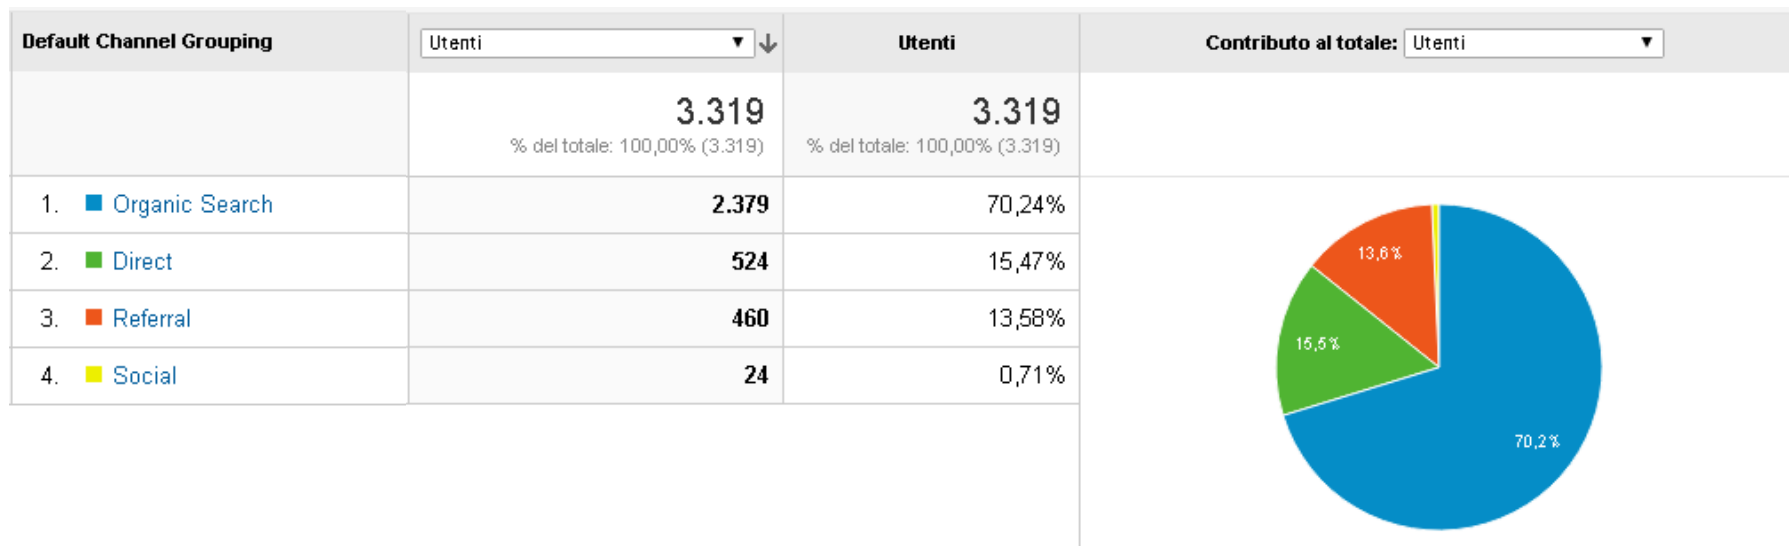 Default Channel Grouping Utenti Utenti Contributo al totale: Utenti
3.319 3.319
% del totale: 100,00% (3.319) % del totale: 100,00% (3.319)
1. Organic Search 2.379 70,24%
2. Direct 524 15,47%
3. Referral 460 13,58%
4. Social 24 0,71%
13,6%
15,5%
70,2%